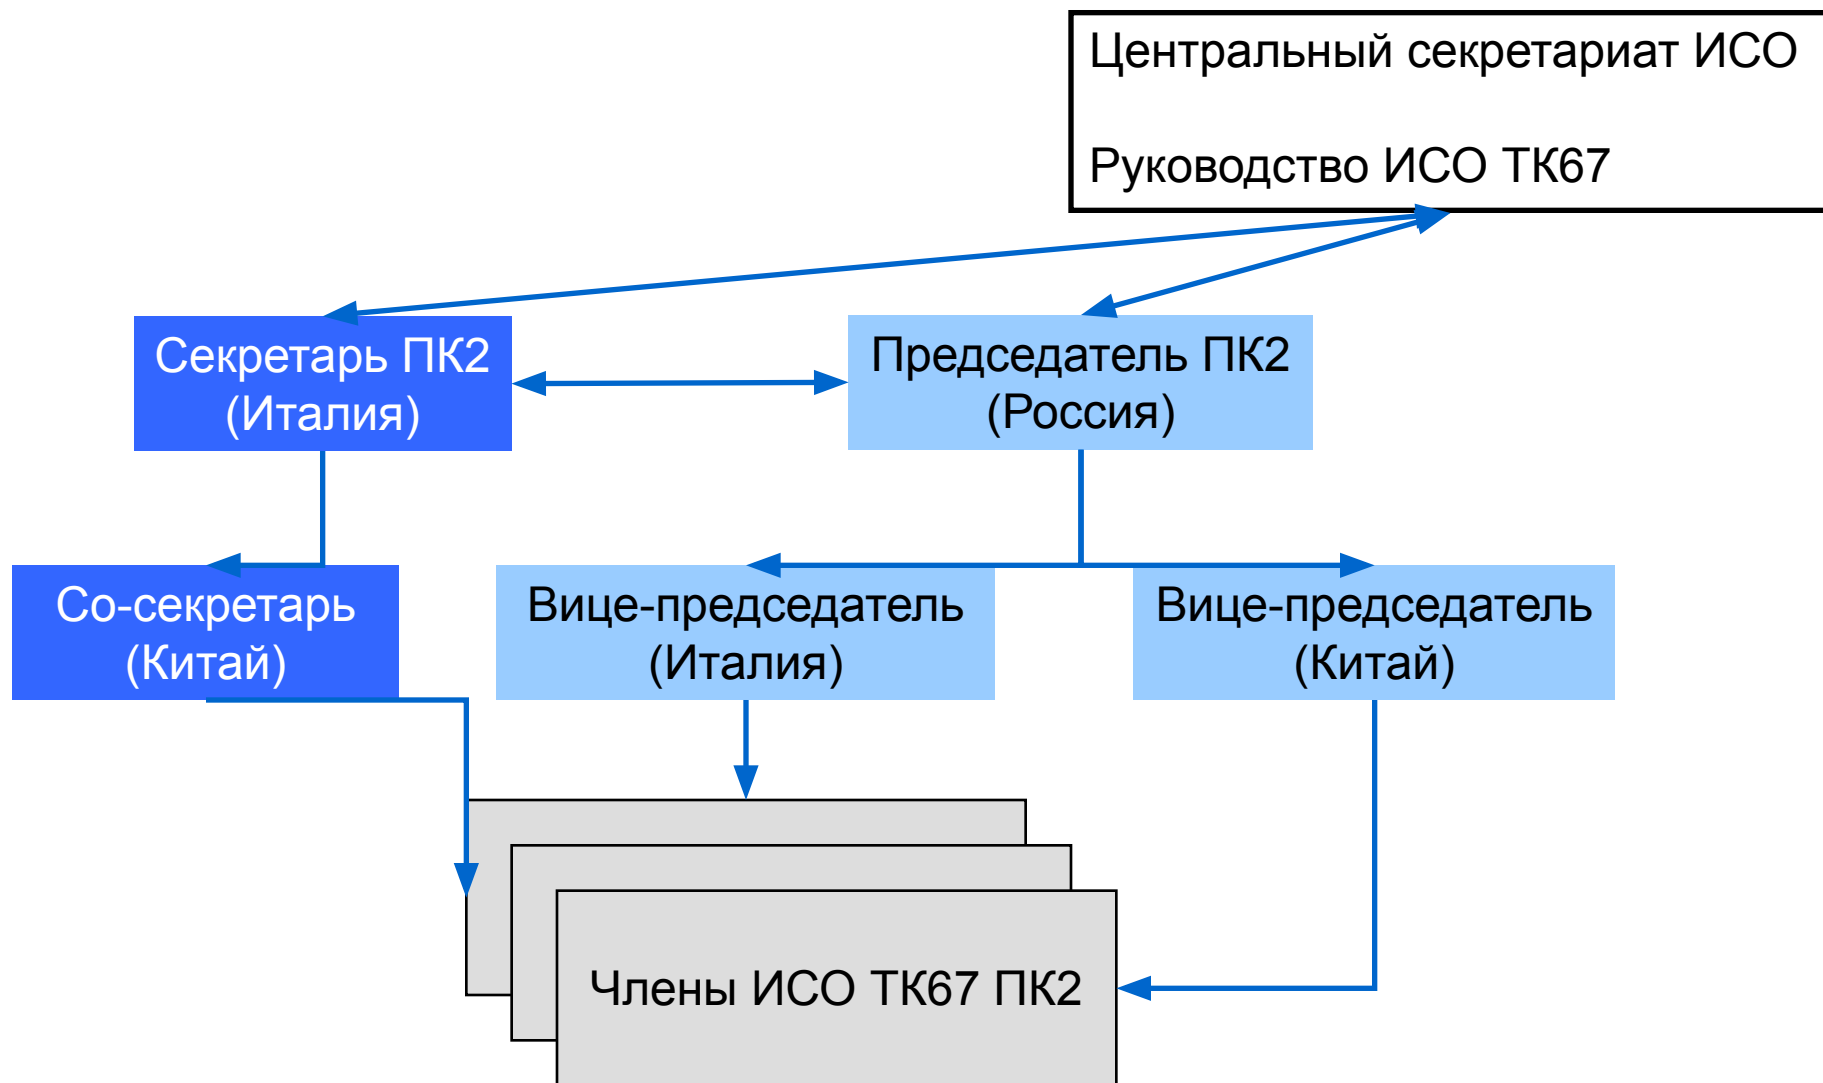 Центральный секретариат ИСО
Руководство ИСО ТК67
Секретарь ПК2
(Италия)
Председатель ПК2
(Россия)
Со-секретарь
(Китай)
Вице-председатель
(Италия)
Вице-председатель
(Китай)
Члены ИСО ТК67 ПК2